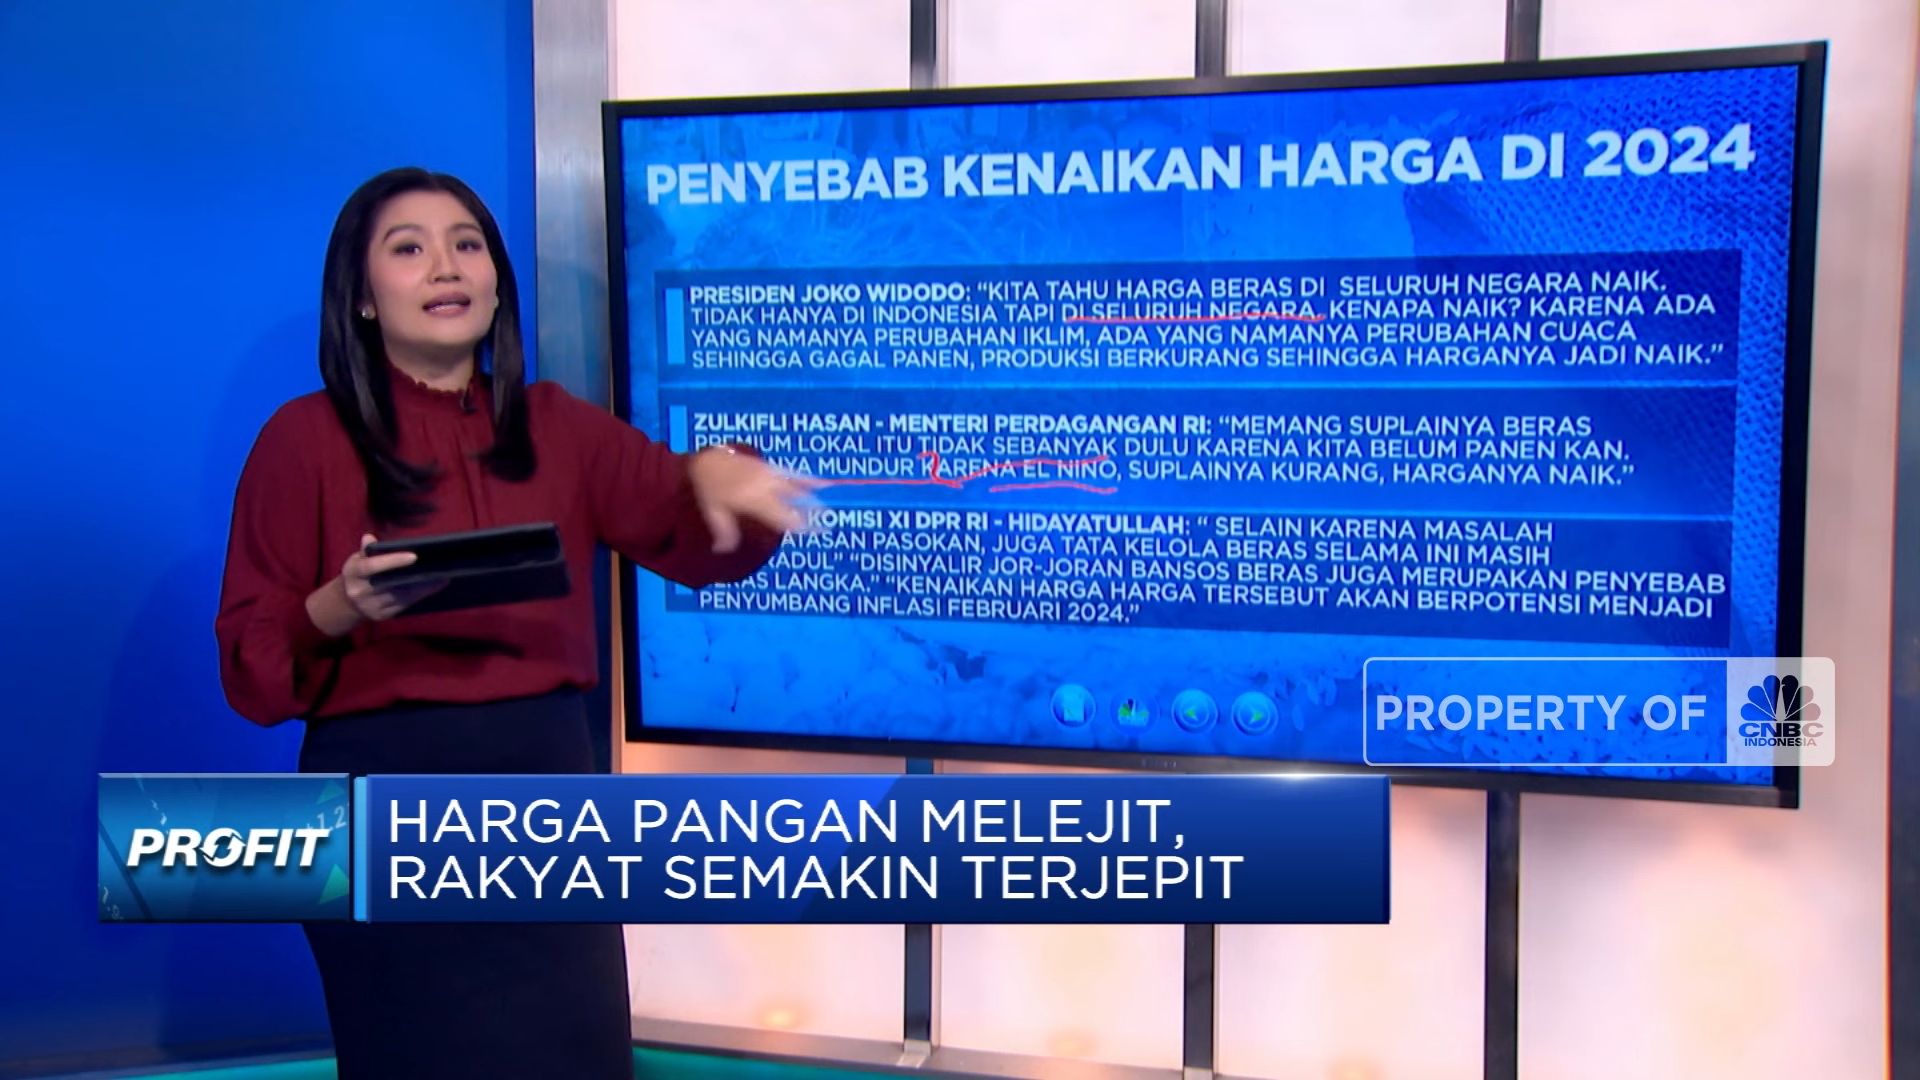 PENYEBAB KENAIKAN HARGA DI 2024
PRESIDEN JOKO WIDODO: “KITA TAHU HARGA BERAS DI SELURUH NEGARA NAIK.
TIDAK HANYA DI INDONESIA TAPI DI SELURUH NEGARA, KENAPA NAIK? KARENA ADA
YANG NAMANYA PERUBAHAN IKLIM, ADA YANG NAMANYA PERUBAHAN CUACA
SEHINGGA GAGAL PANEN, PRODUKSI BERKURANG SEHINGGA HARGANYA JADI NAIK.”
ZULKIFLI HASAN - MENTERI PERDAGANGAN RI: “MEMANG SUPLAINYA BERAS
PREMIUM LOKAL ITU TIDAK SEBANYAK DULU KARENA KITA BELUM PANEN KAN.
MUNDUR KARENA EL NINO, SUPLAINYA KURANG, HARGANYA NAIK.”
KOMISI XI DPR RI - HIDAYATULLAH: “ SELAIN KARENA MASALAH
PASOKAN, JUGA TATA KELOLA BERAS SELAMA INI MASIH
“DISINYALIR JOR-JORAN BANSOS BERAS JUGA MERUPAKAN PENYEBAB
BERAS LANGKA.” “KENAIKAN HARGA HARGA TERSEBUT AKAN BERPOTENSI MENJADI
PENYUMBANG INFLASI FEBRUARI 2024.”
PROPERTY OF CNBC INDONESIA
PROFIT
HARGA PANGAN MELEJIT,
RAKYAT SEMAKIN TERJEPIT